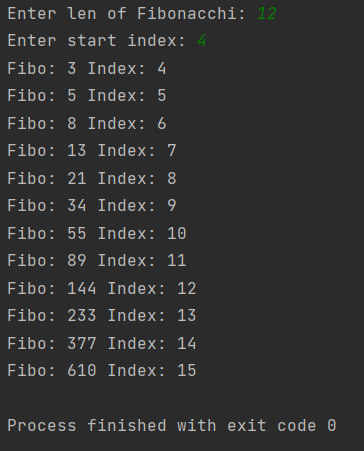 Enter len of Fibonacchi: 12
Enter start index: 4
Fibo: 3 Index: 4
Fibo: 5 Index: 5
Fibo: 8 Index: 6
Fibo: 13 Index: 7
Fibo: 21 Index: 8
Fibo: 34 Index: 9
Fibo: 55 Index: 10
Fibo: 89 Index: 11
Fibo: 144 Index: 12
Fibo: 233 Index: 13
Fibo: 377 Index: 14
Fibo: 610 Index: 15
Process finished with exit code 0